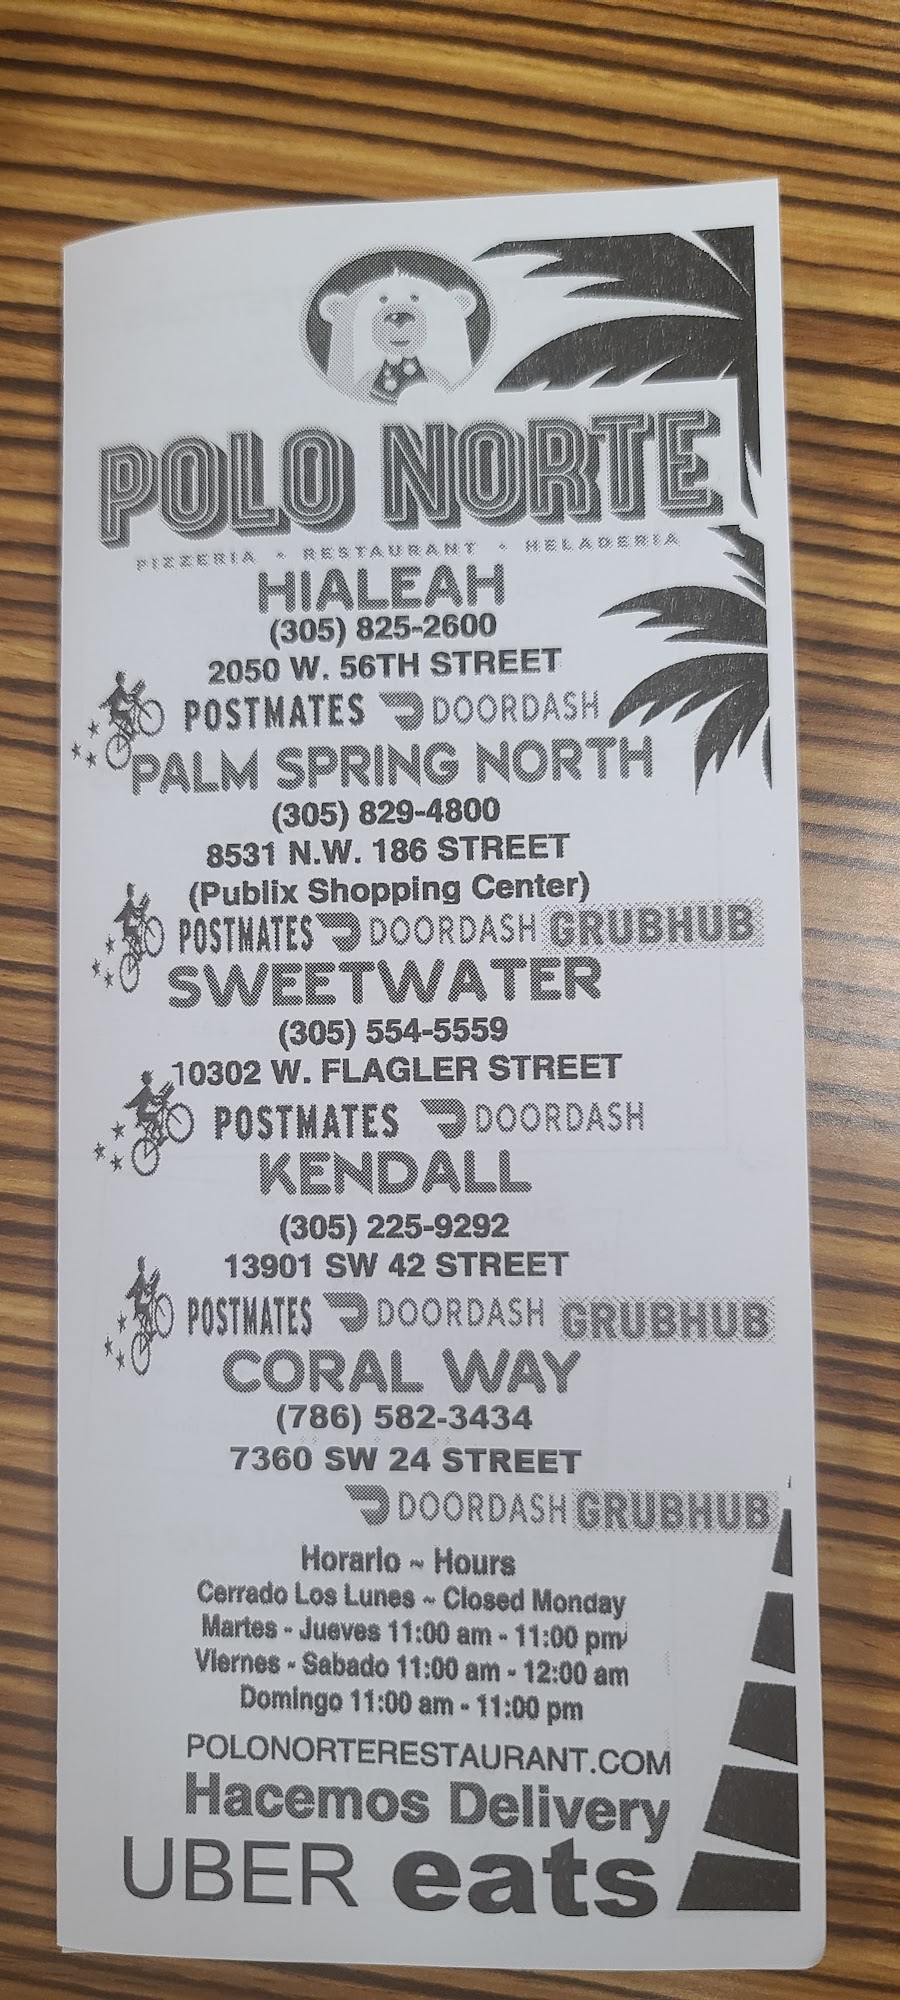 POLO NORTE
PIZZERIA • RESTAURANT • HELADERIA
HIALEAH
(305) 825-2600
2050 W. 56TH STREET
POSTMATES DOORDASH
PALM SPRING NORTH
(305) 829-4800
8531 N.W. 186 STREET
(Publix Shopping Center)
POSTMATES DOORDASH GRUBHUB
SWEETWATER
(305) 554-5559
10302 W. FLAGLER STREET
POSTMATES DOORDASH
KENDALL
(305) 225-9292
13901 SW 42 STREET
POSTMATES DOORDASH GRUBHUB
CORAL WAY
(786) 582-3434
7360 SW 24 STREET
DOORDASH GRUBHUB
Horario ~ Hours
Cerrado Los Lunes ~ Closed Monday
Martes - Jueves 11:00 am - 11:00 pm
Viernes - Sabado 11:00 am - 12:00 am
Domingo 11:00 am - 11:00 pm
POLONORTERESTAURANT.COM
Hacemos Delivery
UBER eats